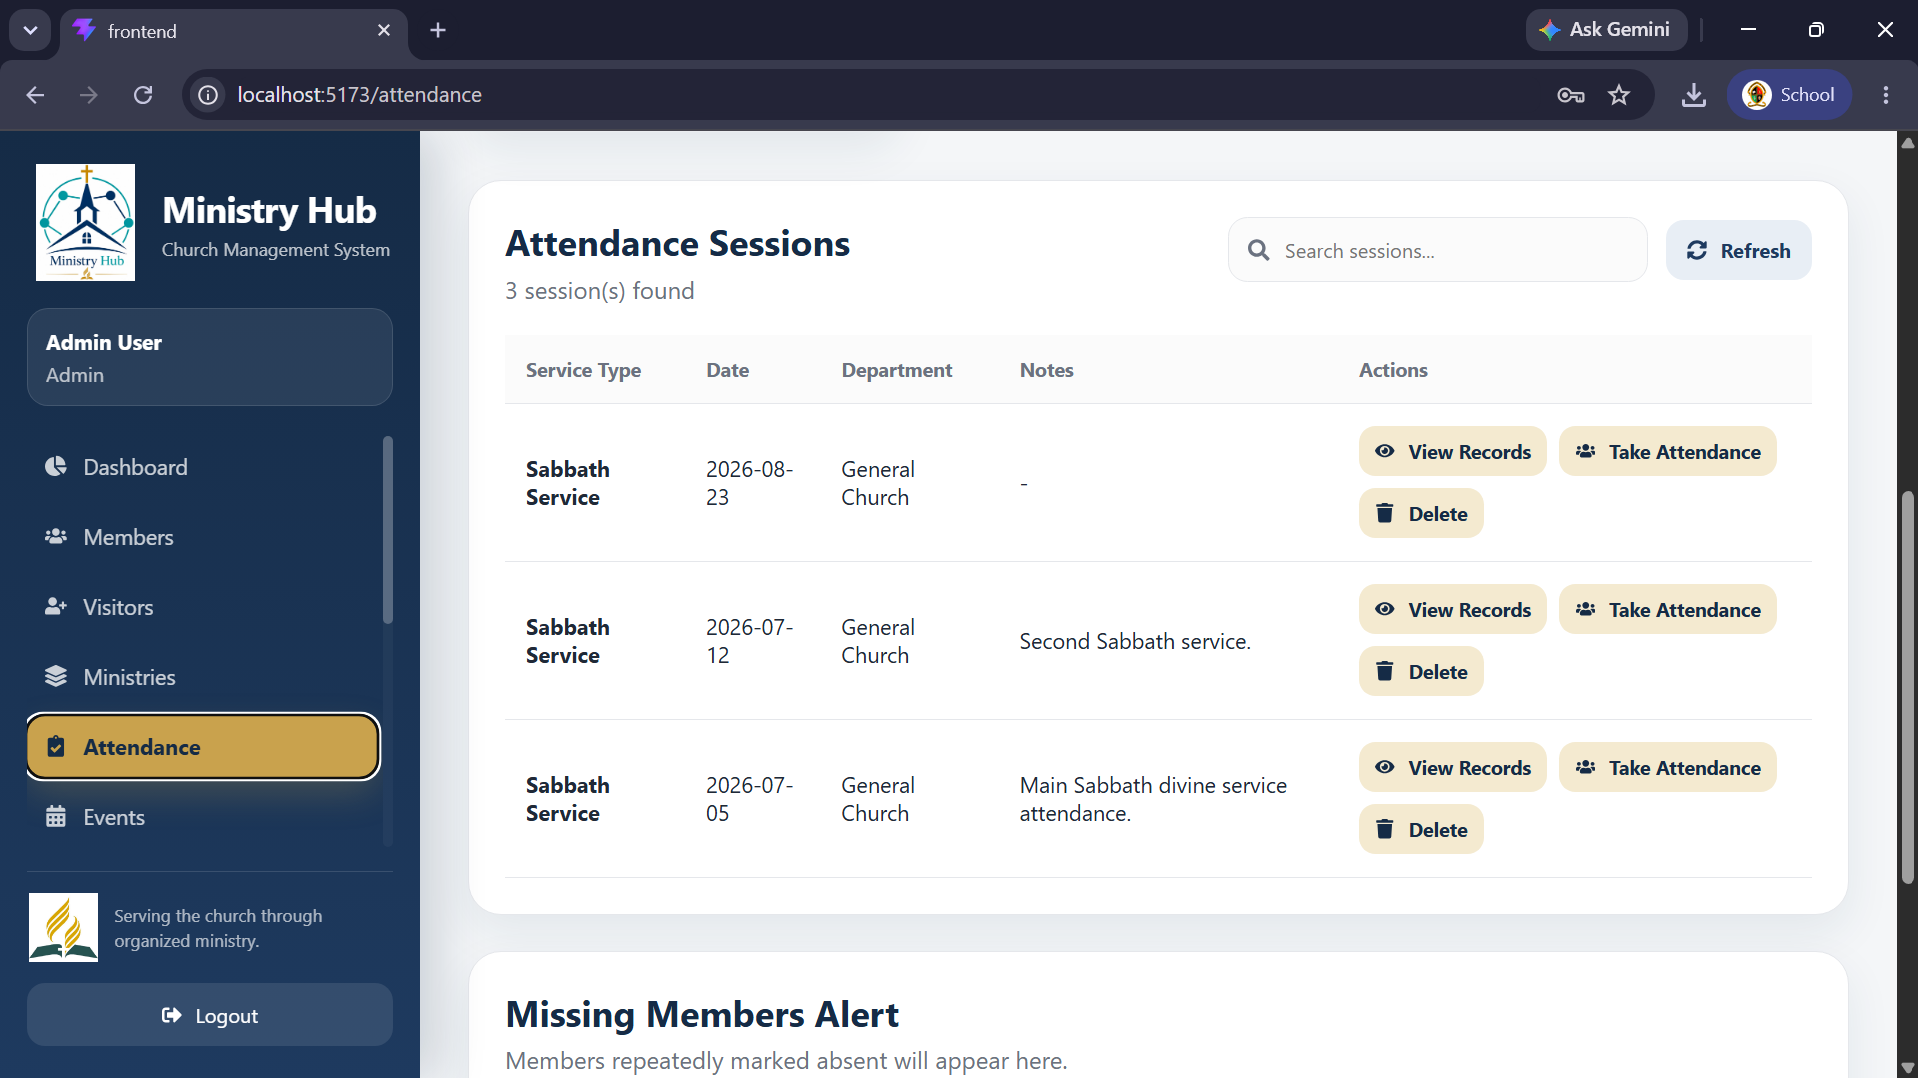 frontend
Ask Gemini
localhost:5173/attendance
School
Ministry Hub
Ministry Hub
Church Management System
Admin User
Admin
Dashboard
Members
Visitors
Ministries
Attendance
Events
Serving the church through
organized ministry.
Logout
Attendance Sessions
3 session(s) found
Search sessions...
Refresh
Service Type Date Department Notes Actions
Sabbath
Service
2026-08-
23
General
Church
-
View Records
Take Attendance
Delete
Sabbath
Service
2026-07-
12
General
Church
Second Sabbath service.
View Records
Take Attendance
Delete
Sabbath
Service
2026-07-
05
General
Church
Main Sabbath divine service
attendance.
View Records
Take Attendance
Delete
Missing Members Alert
Members repeatedly marked absent will appear here.